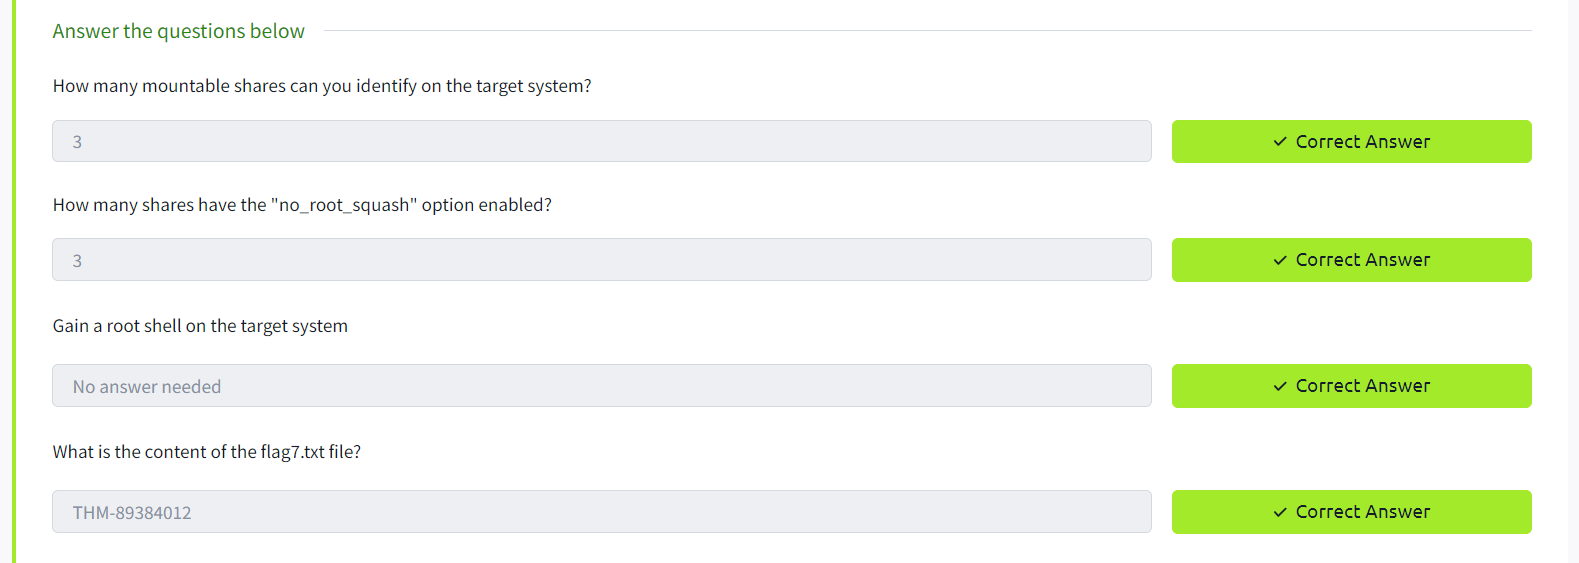 Answer the questions below
How many mountable shares can you identify on the target system?
3
✓ Correct Answer
How many shares have the "no_root_squash" option enabled?
3
✓ Correct Answer
Gain a root shell on the target system
No answer needed
✓ Correct Answer
What is the content of the flag7.txt file?
THM-89384012
✓ Correct Answer